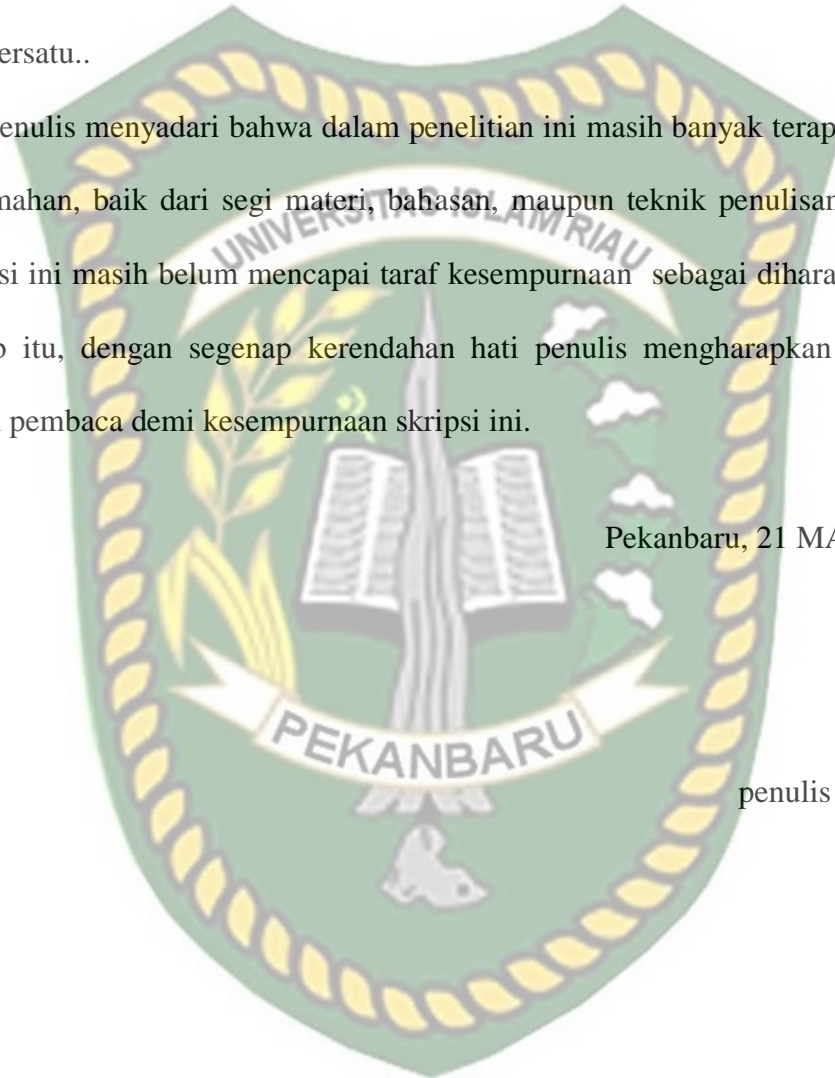 ersatu..
enulis menyadari bahwa dalam penelitian ini masih banyak terap
mahan, baik dari segi materi, bahasan, maupun teknik penulisan
UNIVERSITAS ISLAM RIAU
si ini masih belum mencapai taraf kesempurnaan sebagai dihara
itu, dengan segenap kerendahan hati penulis mengharapkan
pembaca demi kesempurnaan skripsi ini.
Pekanbaru, 21 MA
PEKANBARU
penulis